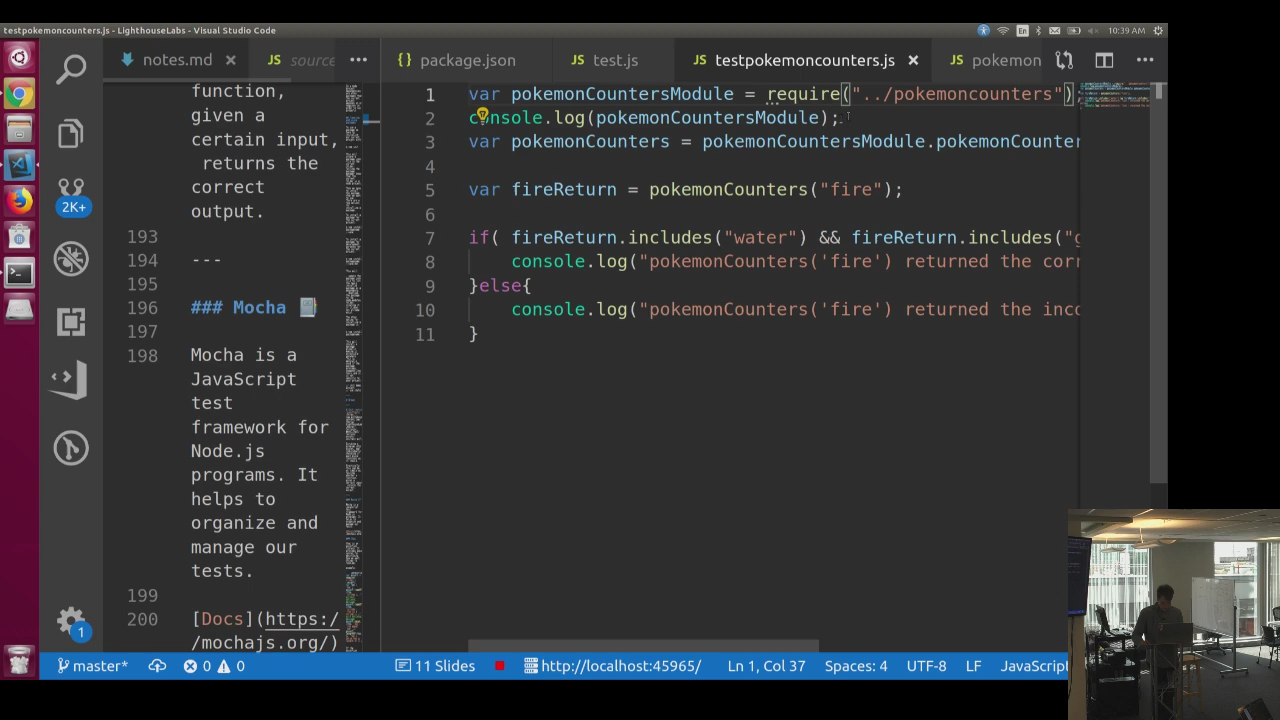 testpokemoncounters.js - LighthouseLabs - Visual Studio Code
En
10:39 AM
notes.md
JS source
{} package.json
JS test.js
JS testpokemoncounters.js
JS pokemon
function,
given a
certain input,
returns the
correct
output.
193
194 ---
195
196 ### Mocha
197
198 Mocha is a
JavaScript
test
framework for
Node.js
programs. It
helps to
organize and
manage our
tests.
199
200 [Docs](https:/
/mochajs.org/)
1 var pokemonCountersModule = require("../pokemoncounters")
2 console.log(pokemonCountersModule);
3 var pokemonCounters = pokemonCountersModule.pokemonCounter
4
5 var fireReturn = pokemonCounters("fire");
6
7 if( fireReturn.includes("water") && fireReturn.includes("g
8 console.log("pokemonCounters('fire') returned the corr
9 }else{
10 console.log("pokemonCounters('fire') returned the inco
11 }
2K+
1
master*
0
0
11 Slides
http://localhost:45965/
Ln 1, Col 37
Spaces: 4
UTF-8
LF
JavaScript